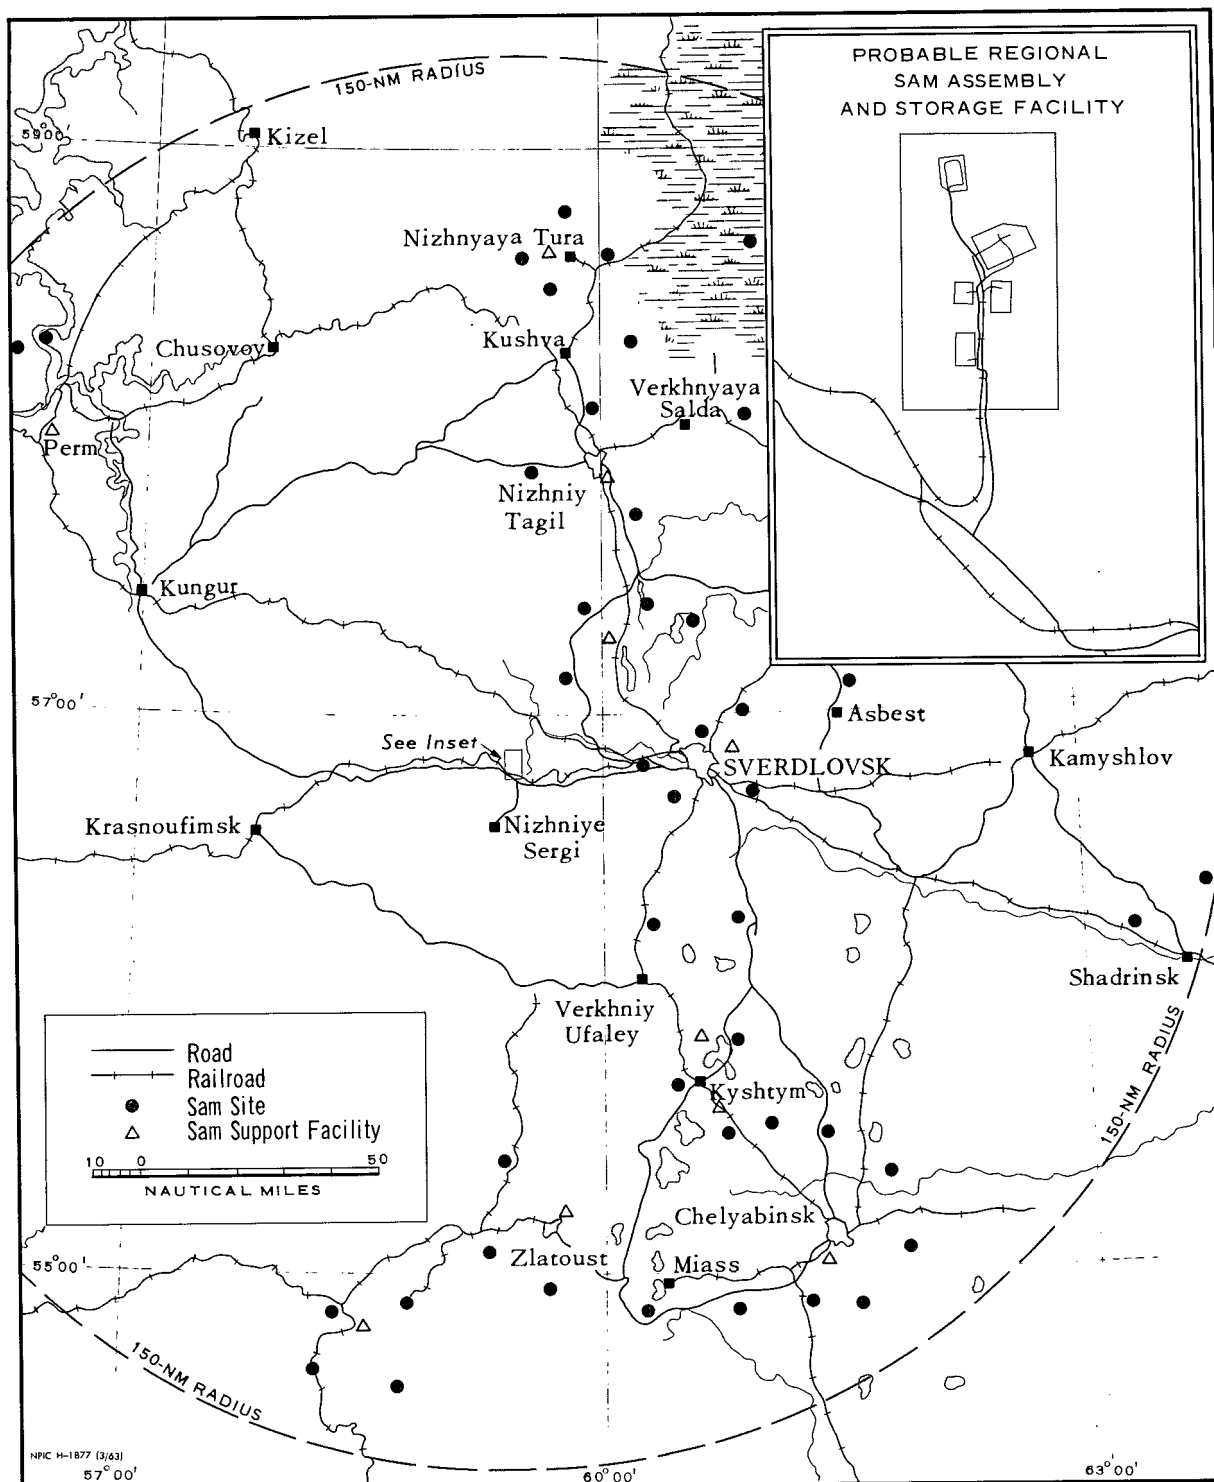 150-NM RADIUS
PROBABLE REGIONAL
SAM ASSEMBLY
AND STORAGE FACILITY
59°00'
Kizel
Nizhnyaya Tura
Chusovoy
Kushva
Verkhnyaya
Salda
Perm
Nizhniy
Tagil
Kungur
57°00'
Asbest
See Inset
SVERDLOVSK
Kamyshlov
Krasnoufimsk
Nizhniye
Sergi
Shadrinsk
Verkhniy
Ufaley
150-NM RADIUS
Road
Railroad
Sam Site
Sam Support Facility
10 0 50
NAUTICAL MILES
Kyshtym
Chelyabinsk
Zlatoust
Miass
55°00'
150-NM RADIUS
NPIC H-1877 (3/63)
57°00'
60°00'
63°00'